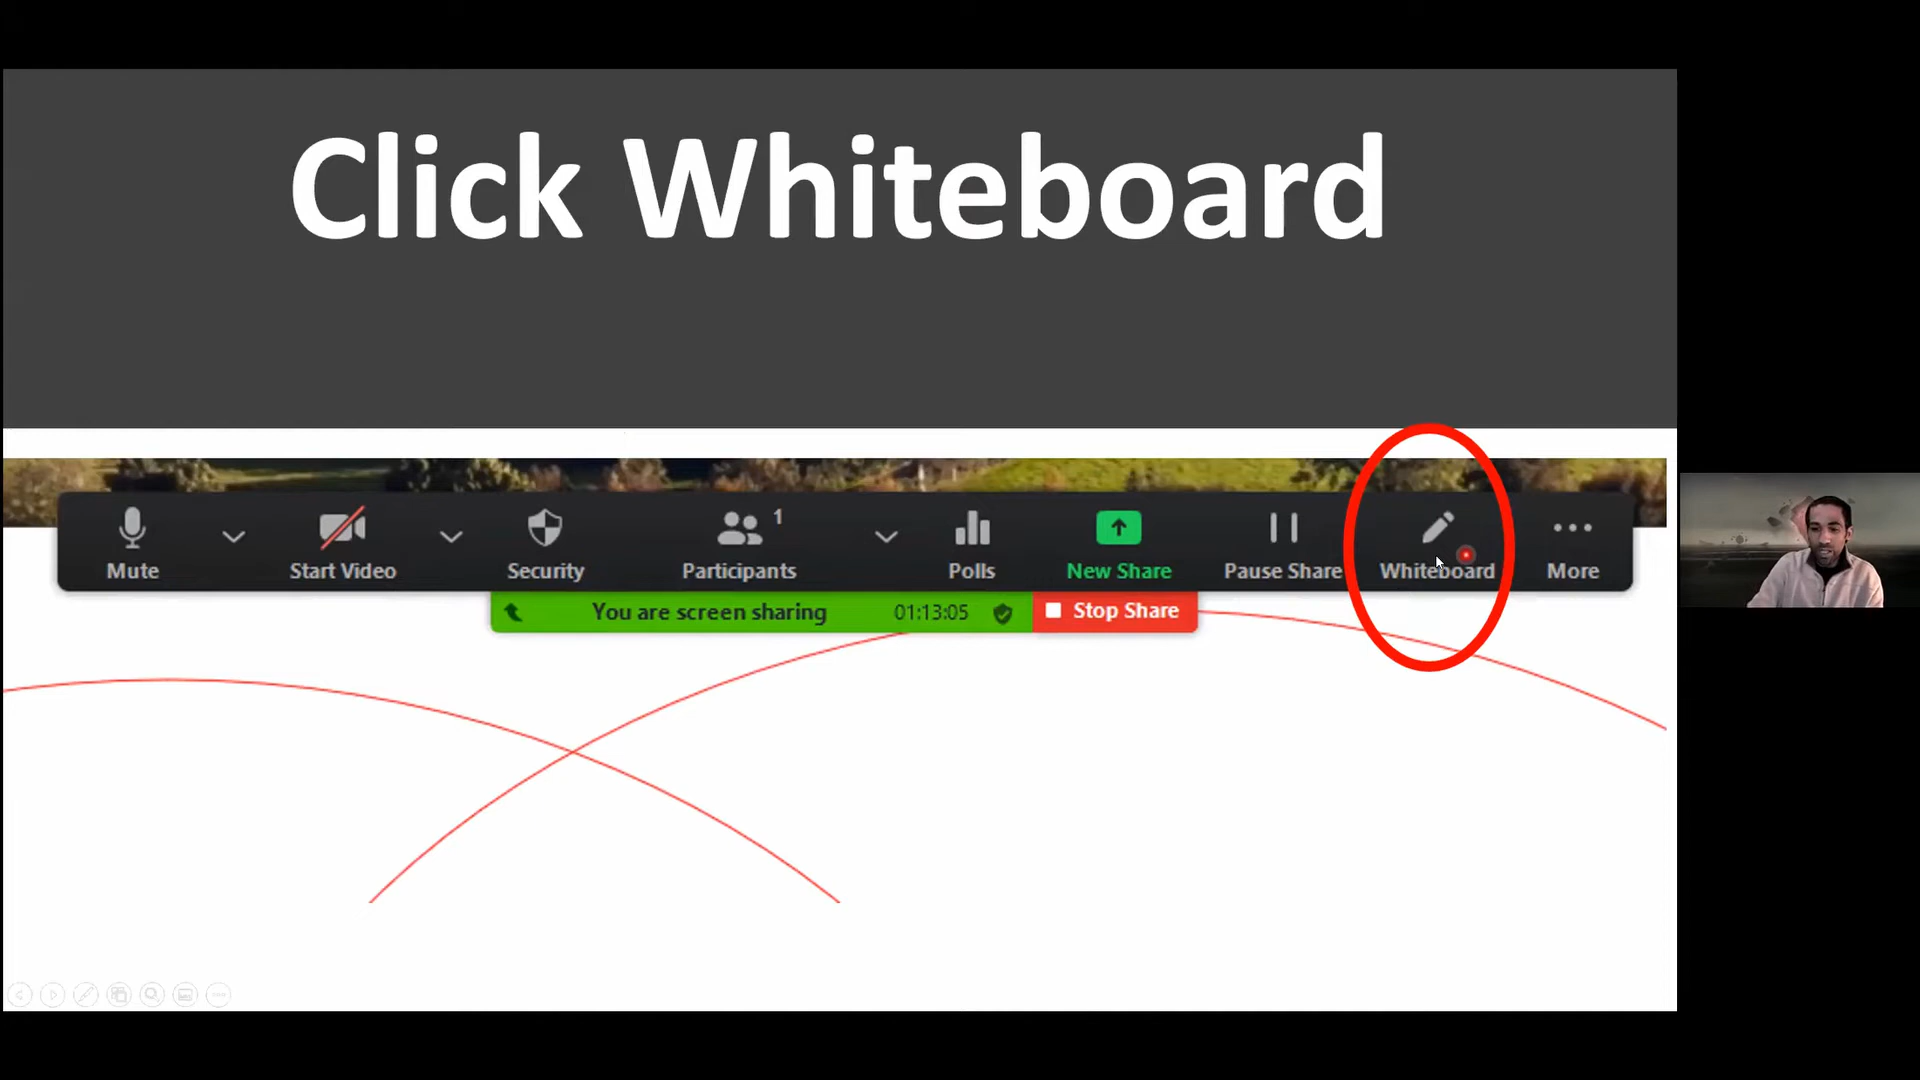 Click Whiteboard
1
Mute Start Video Security Participants Polls New Share Pause Share Whiteboard More
You are screen sharing 01:13:05 Stop Share